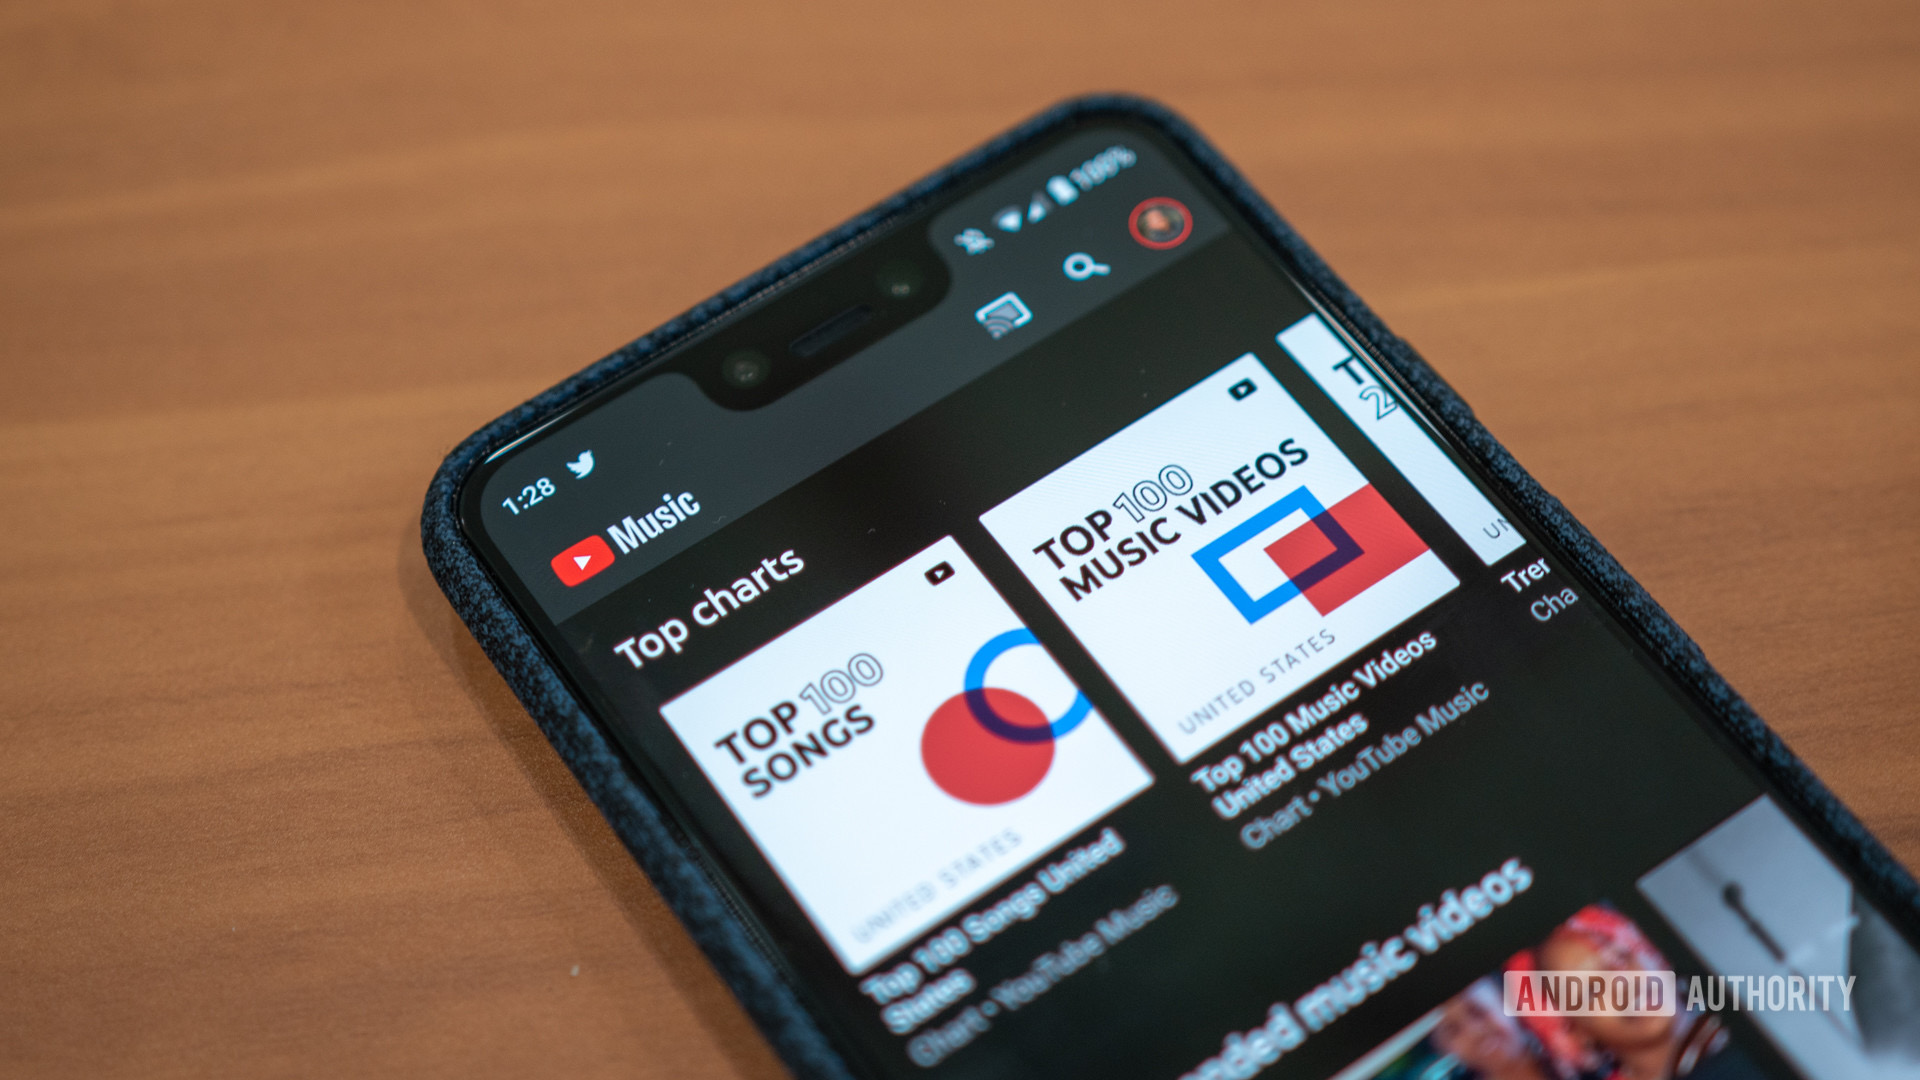 100%
1:28
Music
Top charts
TOP 100
SONGS
UNITED STATES
Top 100 Songs United
States
Chart • YouTube Music
TOP 100
MUSIC VIDEOS
UNITED STATES
Top 100 Music Videos
United States
Chart • YouTube Music
T
2
UN
Tren
Cha
nded music videos
ANDROID AUTHORITY